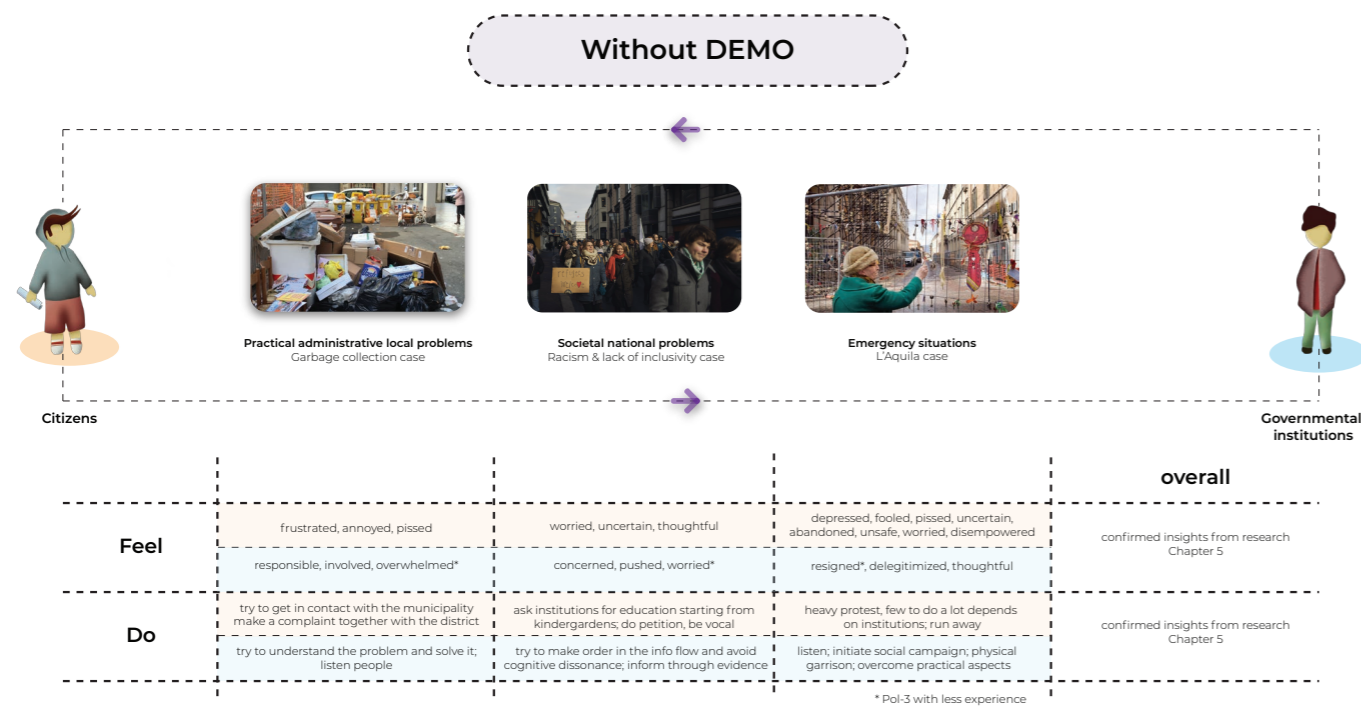 Without DEMO
Practical administrative local problems
Garbage collection case
Societal national problems
Racism & lack of inclusivity case
Emergency situations
L'Aquila case
Citizens
Governmental
institutions
overall
Feel
frustrated, annoyed, pissed
worried, uncertain, thoughtful
depressed, fooled, pissed, uncertain,
abandoned, unsafe, worried, disempowered
confirmed insights from research
Chapter 5
responsible, involved, overwhelmed*
concerned, pushed, worried*
resigned*, delegitimized, thoughtful
Do
try to get in contact with the municipality
make a complaint together with the district
ask institutions for education starting from
kindergardens; do petition, be vocal
heavy protest, few to do a lot depends
on institutions; run away
confirmed insights from research
Chapter 5
try to understand the problem and solve it;
listen people
try to make order in the info flow and avoid
cognitive dissonance; inform through evidence
listen; initiate social campaign; physical
garrison; overcome practical aspects
* Pol-3 with less experience